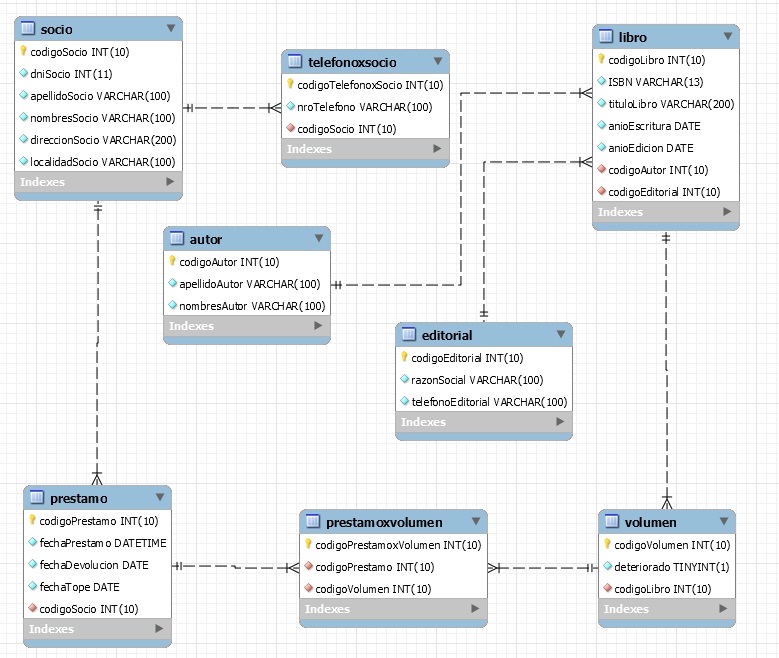 socio
codigoSocio INT(10)
dniSocio INT(11)
apellidoSocio VARCHAR(100)
nombresSocio VARCHAR(100)
direccionSocio VARCHAR(200)
localidadSocio VARCHAR(100)
Indexes
telefonoxsocio
codigoTelefonoxSocio INT(10)
nroTelefono VARCHAR(100)
codigoSocio INT(10)
Indexes
libro
codigoLibro INT(10)
ISBN VARCHAR(13)
tituloLibro VARCHAR(200)
anioEscritura DATE
anioEdicion DATE
codigoAutor INT(10)
codigoEditorial INT(10)
Indexes
autor
codigoAutor INT(10)
apellidoAutor VARCHAR(100)
nombresAutor VARCHAR(100)
Indexes
editorial
codigoEditorial INT(10)
razonSocial VARCHAR(100)
telefonoEditorial VARCHAR(100)
Indexes
prestamo
codigoPrestamo INT(10)
fechaPrestamo DATETIME
fechaDevolucion DATE
fechaTope DATE
codigoSocio INT(10)
Indexes
prestamoxvolumen
codigoPrestamoxVolumen INT(10)
codigoPrestamo INT(10)
codigoVolumen INT(10)
Indexes
volumen
codigoVolumen INT(10)
deteriorado TINYINT(1)
codigoLibro INT(10)
Indexes